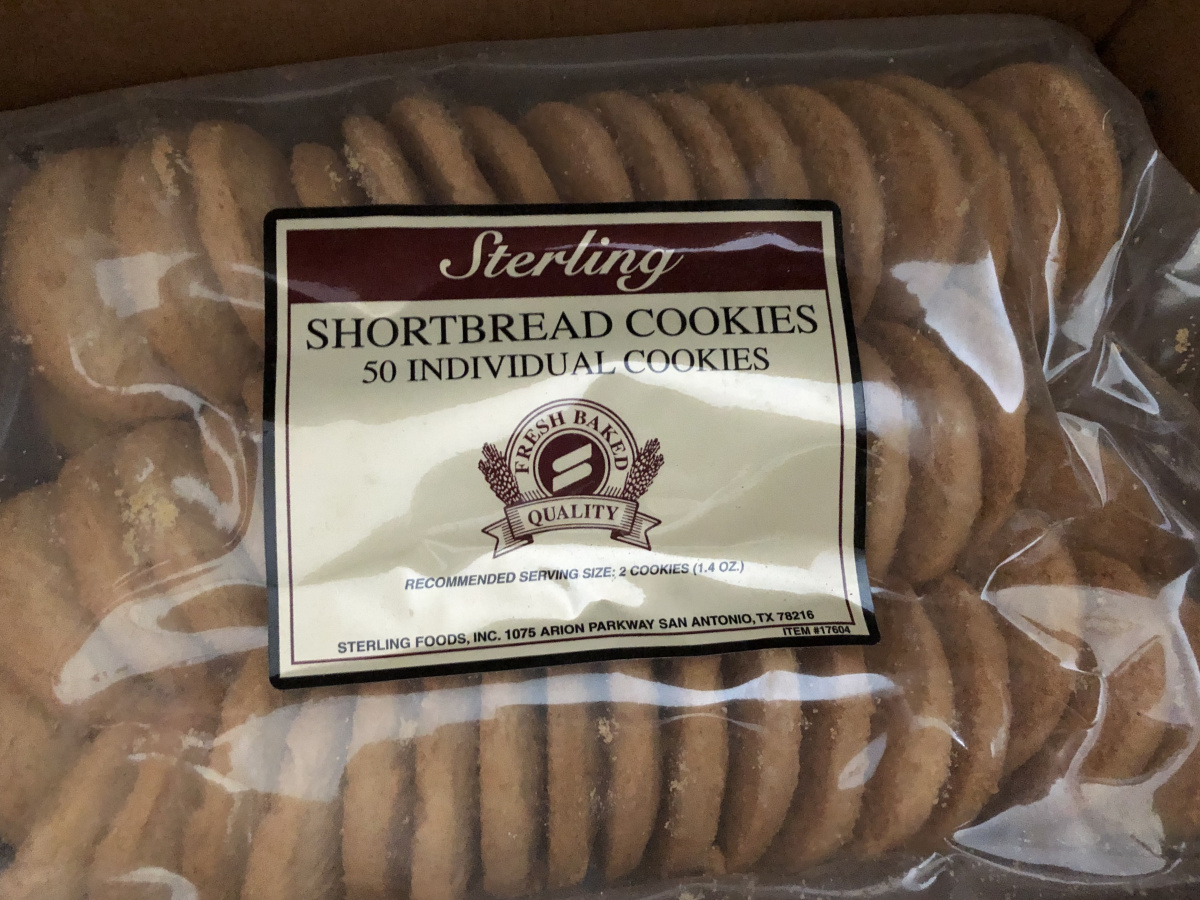 Sterling
SHORTBREAD COOKIES
50 INDIVIDUAL COOKIES
FRESH BAKED
QUALITY
RECOMMENDED SERVING SIZE: 2 COOKIES (1.4 OZ.)
STERLING FOODS, INC. 1075 ARION PARKWAY SAN ANTONIO, TX 78216
ITEM #17604